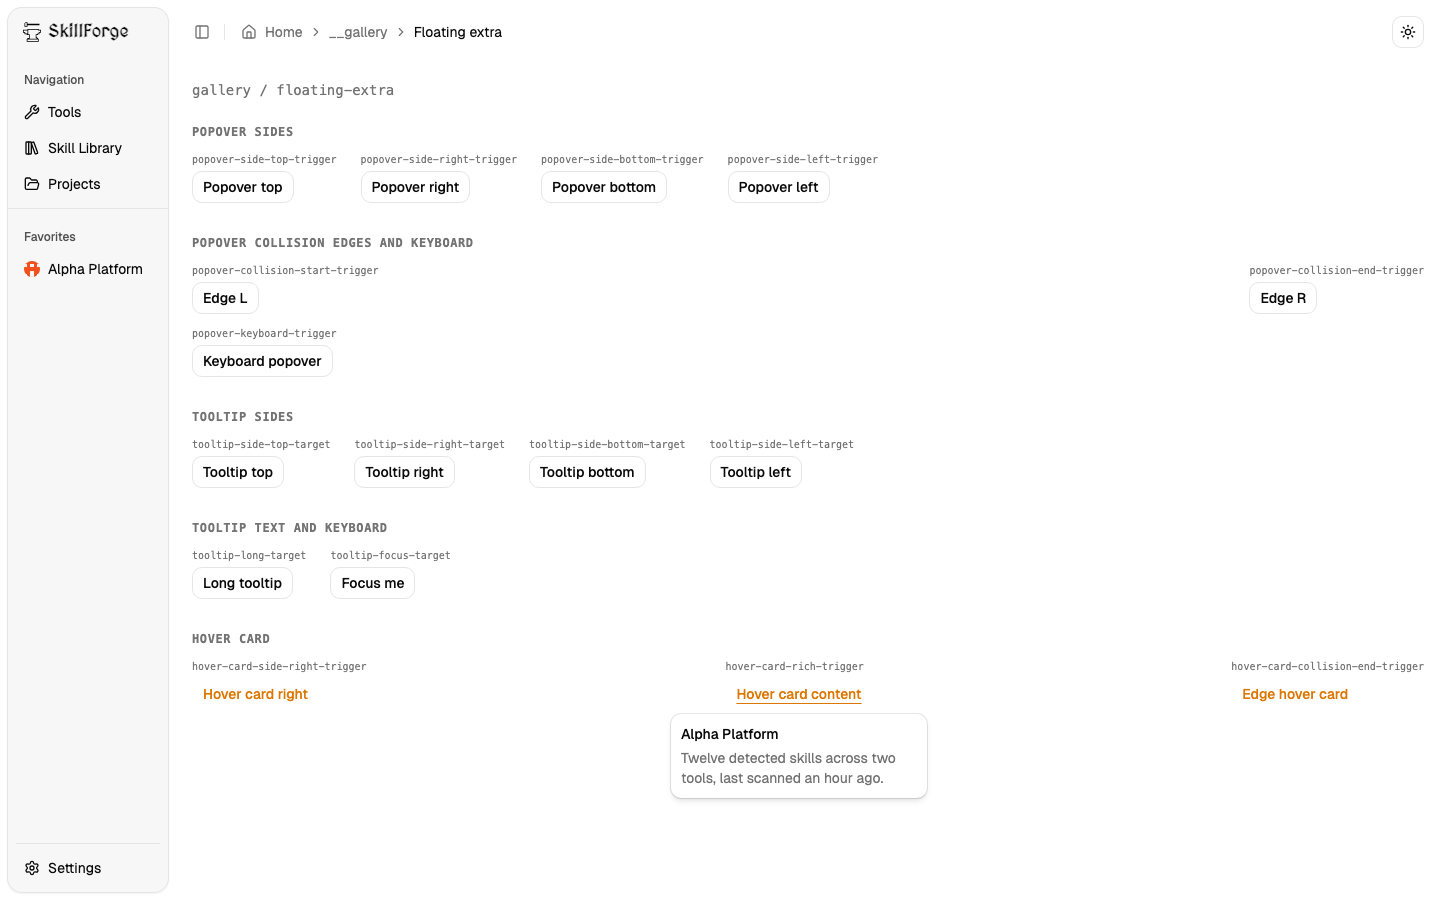 SkillForge
Home > __gallery > Floating extra
Navigation
Tools
Skill Library
Projects
Favorites
Alpha Platform
Settings
gallery / floating-extra
POPOVER SIDES
popover-side-top-trigger popover-side-right-trigger popover-side-bottom-trigger popover-side-left-trigger
Popover top Popover right Popover bottom Popover left
POPOVER COLLISION EDGES AND KEYBOARD
popover-collision-start-trigger popover-collision-end-trigger
Edge L Edge R
popover-keyboard-trigger
Keyboard popover
TOOLTIP SIDES
tooltip-side-top-target tooltip-side-right-target tooltip-side-bottom-target tooltip-side-left-target
Tooltip top Tooltip right Tooltip bottom Tooltip left
TOOLTIP TEXT AND KEYBOARD
tooltip-long-target tooltip-focus-target
Long tooltip Focus me
HOVER CARD
hover-card-side-right-trigger hover-card-rich-trigger hover-card-collision-end-trigger
Hover card right Hover card content Edge hover card
Alpha Platform
Twelve detected skills across two
tools, last scanned an hour ago.